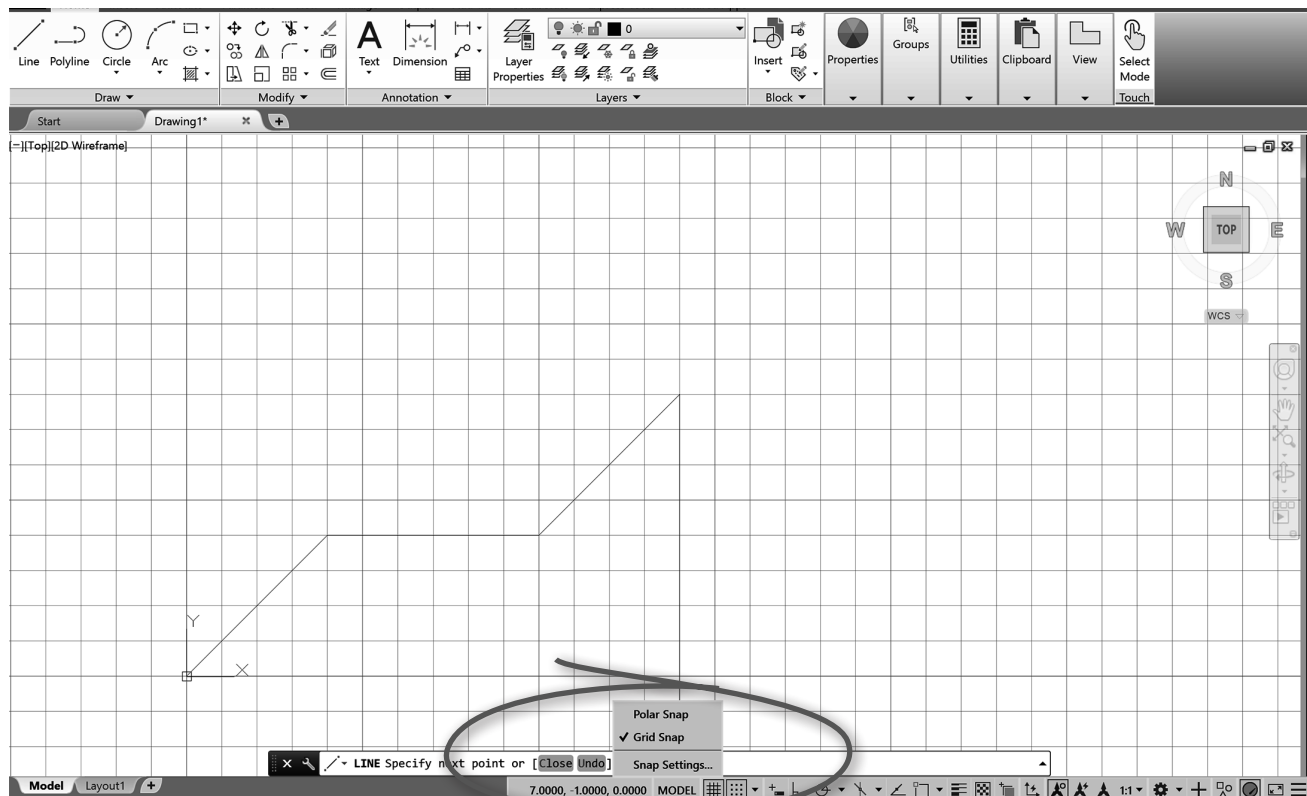 Line Polyline Circle Arc
Text Dimension
Layer Properties
0
Insert
Properties
Groups
Utilities
Clipboard
View
Select Mode
Draw Modify Annotation Layers Block Touch
Start Drawing1*
[−][Top][2D Wireframe]
N
W TOP E
S
WCS
Y
X
Polar Snap
✓ Grid Snap
Snap Settings...
LINE Specify next point or [Close Undo]
Model Layout1 +
7.0000, -1.0000, 0.0000 MODEL 1:1